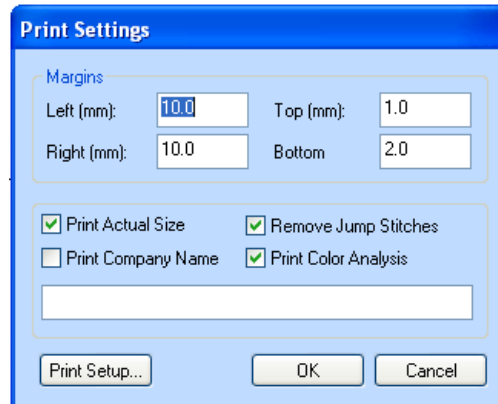 Print Settings
Margins
Left (mm): 10.0 Top (mm): 1.0
Right (mm): 10.0 Bottom 2.0
Print Actual Size Remove Jump Stitches
Print Company Name Print Color Analysis
Print Setup... OK Cancel